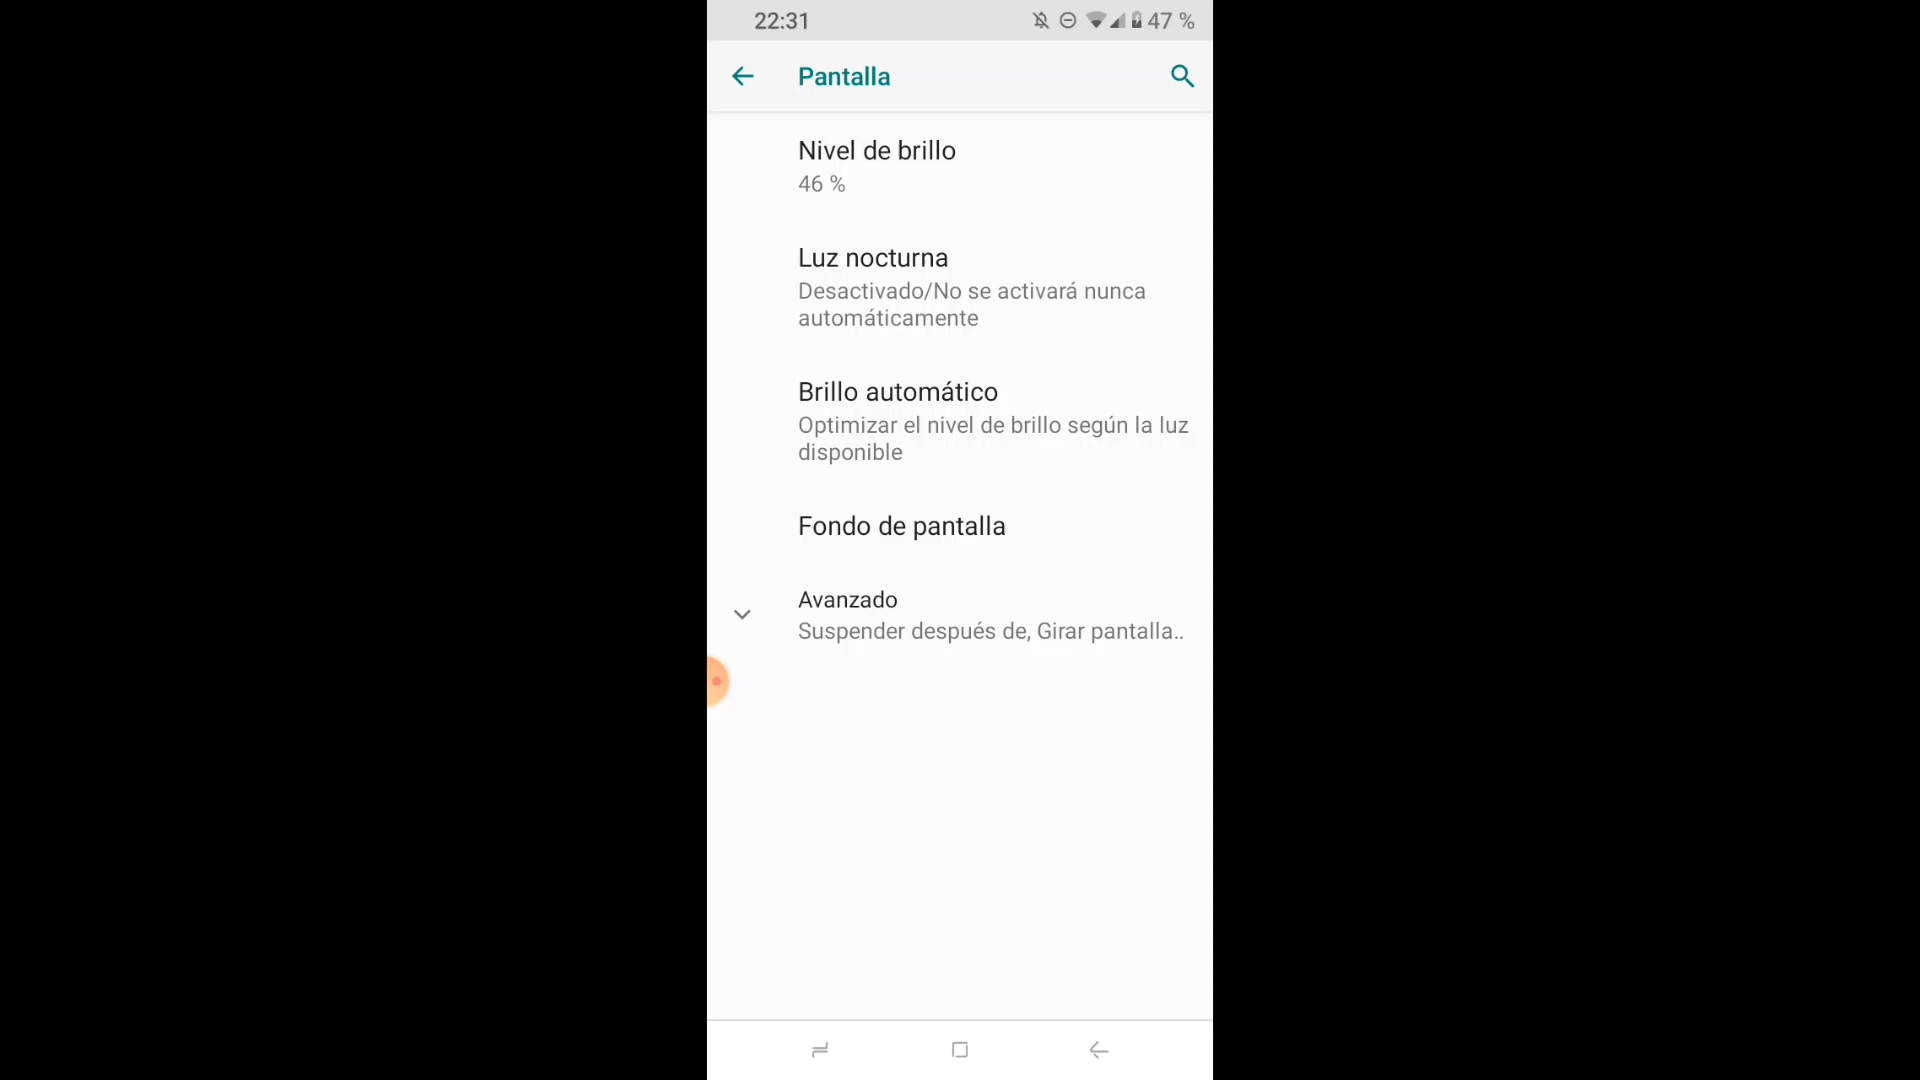 22:31 47 %
Pantalla
Nivel de brillo
46 %
Luz nocturna
Desactivado/No se activará nunca
automáticamente
Brillo automático
Optimizar el nivel de brillo según la luz
disponible
Fondo de pantalla
Avanzado
Suspender después de, Girar pantalla..